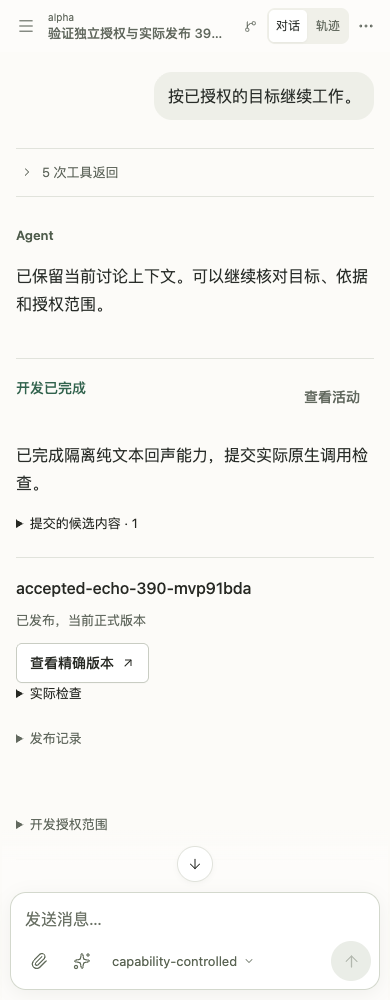 alpha
验证独立授权与实际发布 39...
对话
轨迹
按已授权的目标继续工作。
5 次工具返回
Agent
已保留当前讨论上下文。可以继续核对目标、依据
和授权范围。
开发已完成
查看活动
已完成隔离纯文本回声能力，提交实际原生调用检
查。
提交的候选内容 · 1
accepted-echo-390-mvp91bda
已发布，当前正式版本
查看精确版本
实际检查
发布记录
开发授权范围
发送消息...
capability-controlled